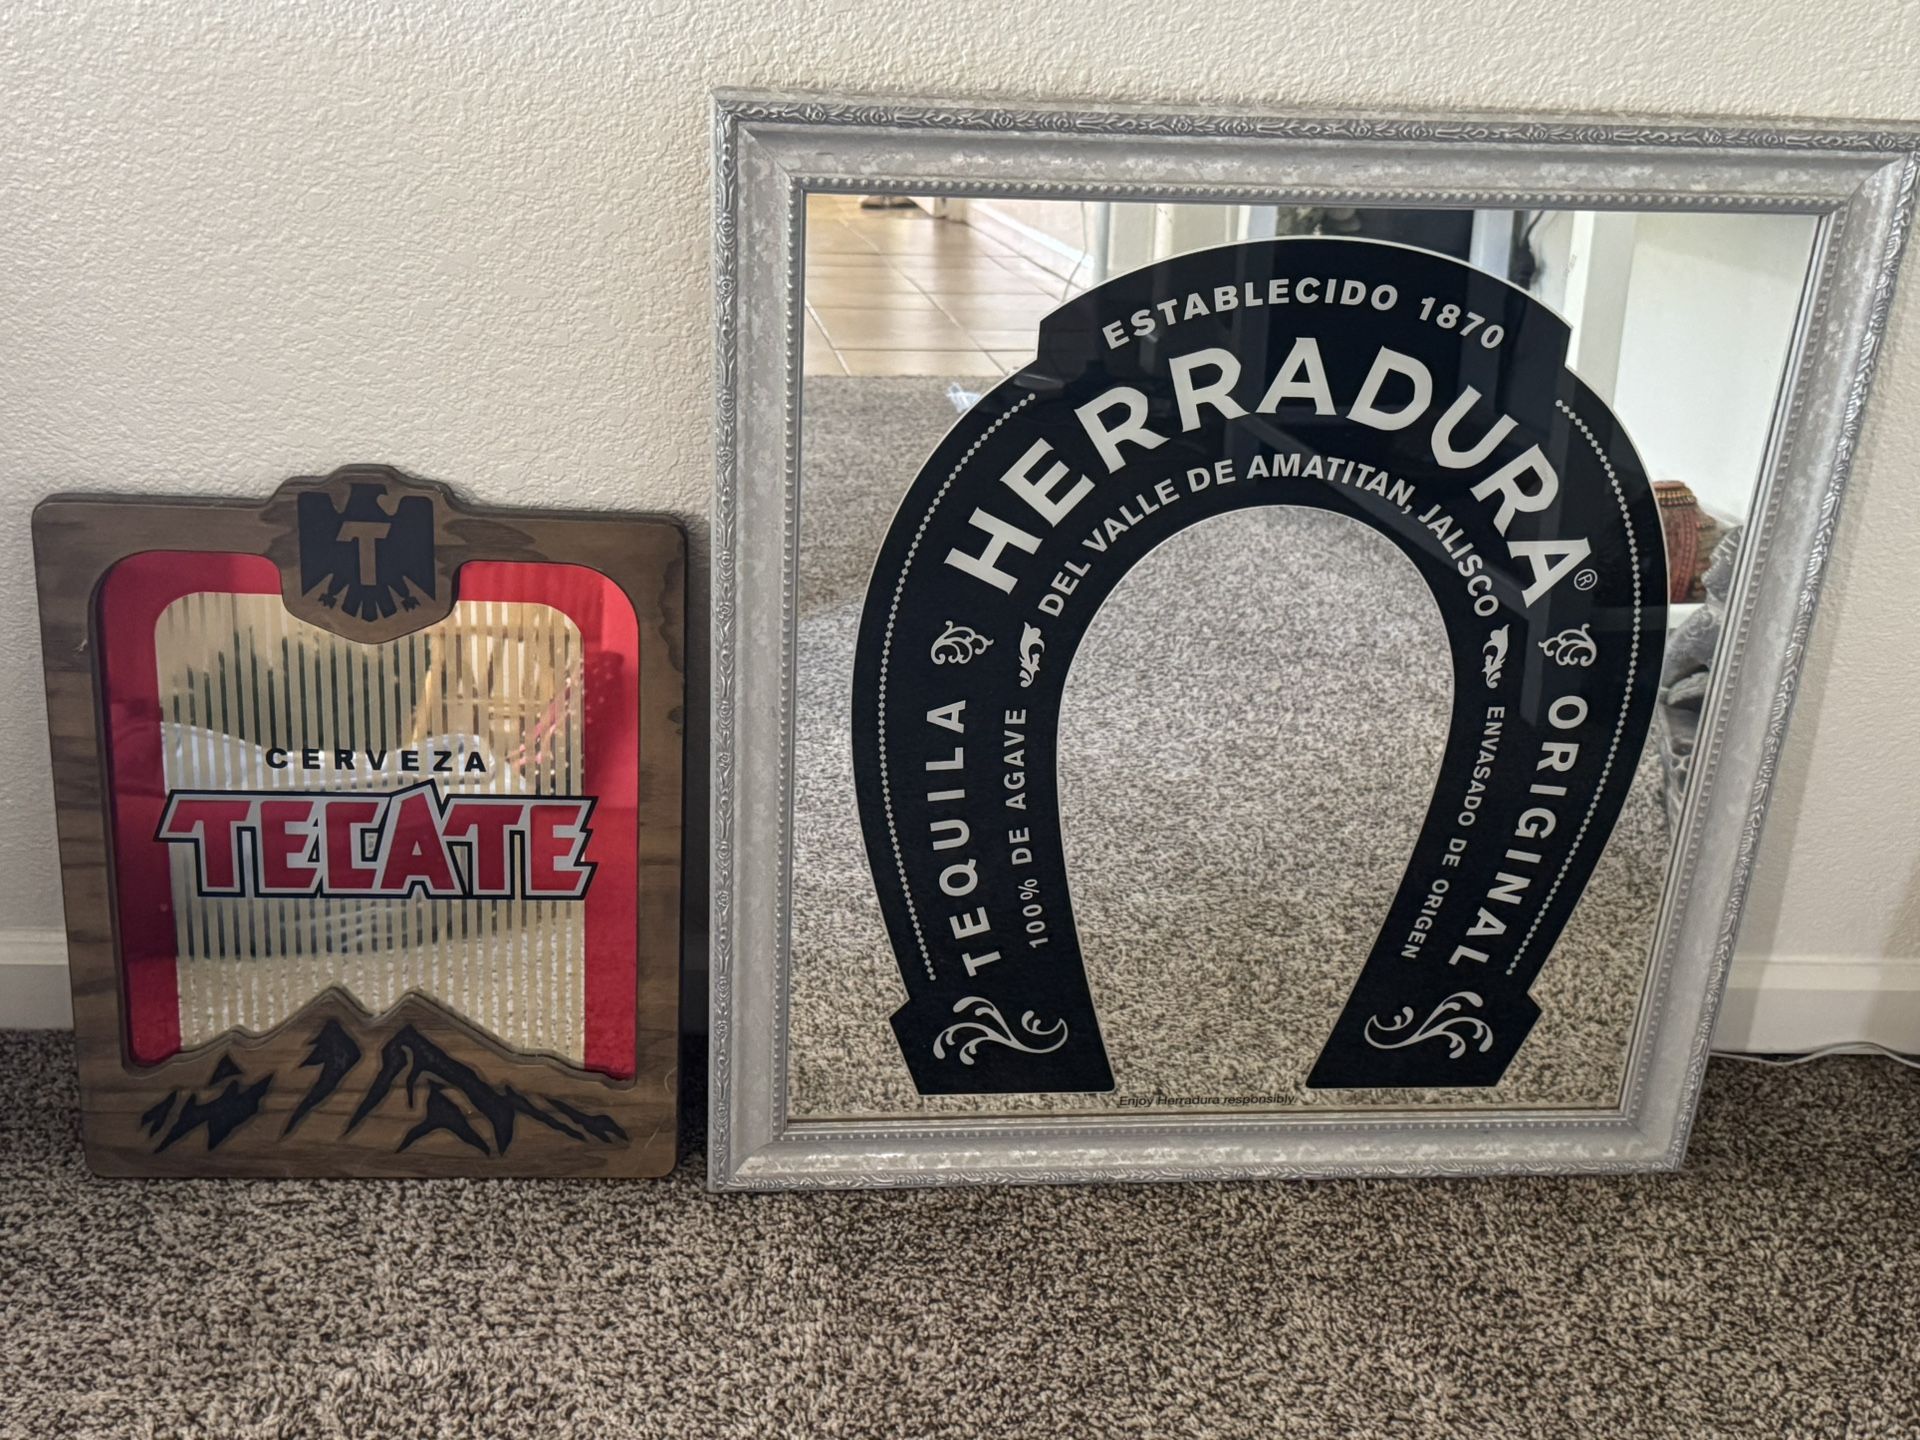 T
CERVEZA
TECATE
ESTABLECIDO 1870
HERRADURA®
DEL VALLE DE AMATITAN, JALISCO
TEQUILA
100% DE AGAVE
ORIGINAL
ENVASADO DE ORIGEN
Enjoy Herradura responsibly.